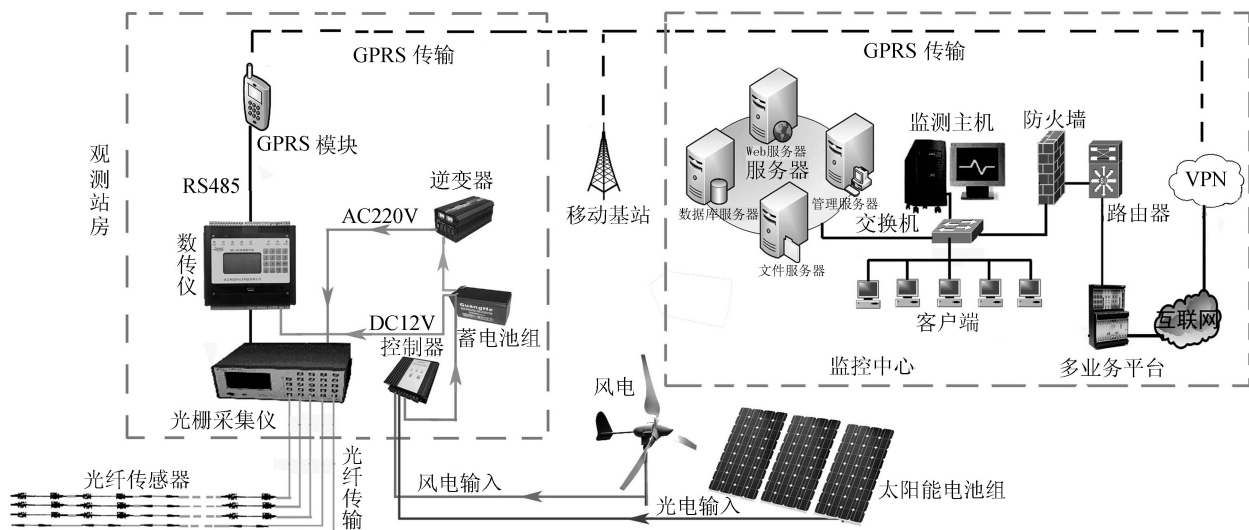 GPRS 传输
GPRS 模块
观测站房
RS485
数传仪
AC220V
逆变器
DC12V
控制器
GuangHe
蓄电池组
光栅采集仪
光纤传感器
光纤传输
风电输入
光电输入
风电
太阳能电池组
移动基站
GPRS 传输
Web服务器
服务器
数据库服务器
管理服务器
文件服务器
监测主机
防火墙
交换机
路由器
VPN
客户端
互联网
监控中心
多业务平台